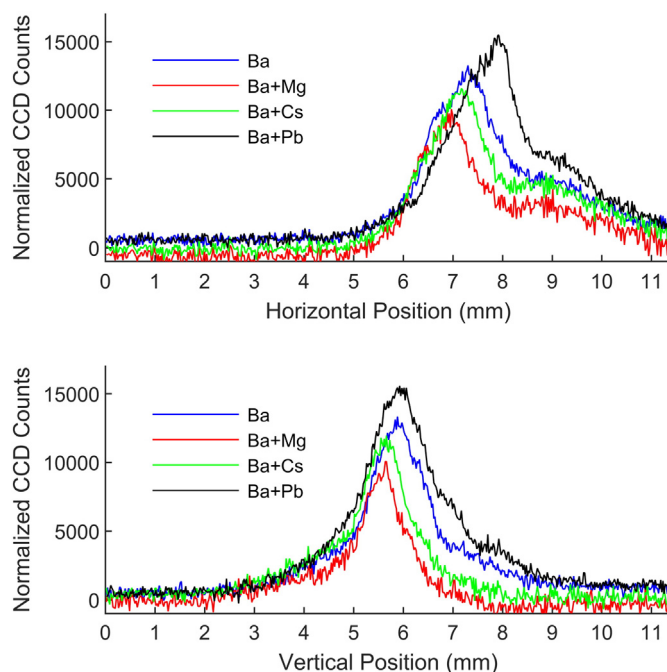 Normalized CCD Counts
15000
10000
5000
0
Ba
Ba+Mg
Ba+Cs
Ba+Pb
0 1 2 3 4 5 6 7 8 9 10 11
Horizontal Position (mm)
Normalized CCD Counts
15000
10000
5000
0
Ba
Ba+Mg
Ba+Cs
Ba+Pb
0 1 2 3 4 5 6 7 8 9 10 11
Vertical Position (mm)